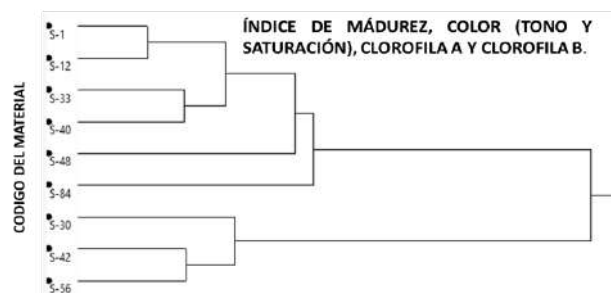 ÍNDICE DE MÁDUREZ, COLOR (TONO Y
SATURACIÓN), CLOROFILA A Y CLOROFILA B.
CODIGO DEL MATERIAL
S-1
S-12
S-33
S-40
S-48
S-84
S-30
S-42
S-56